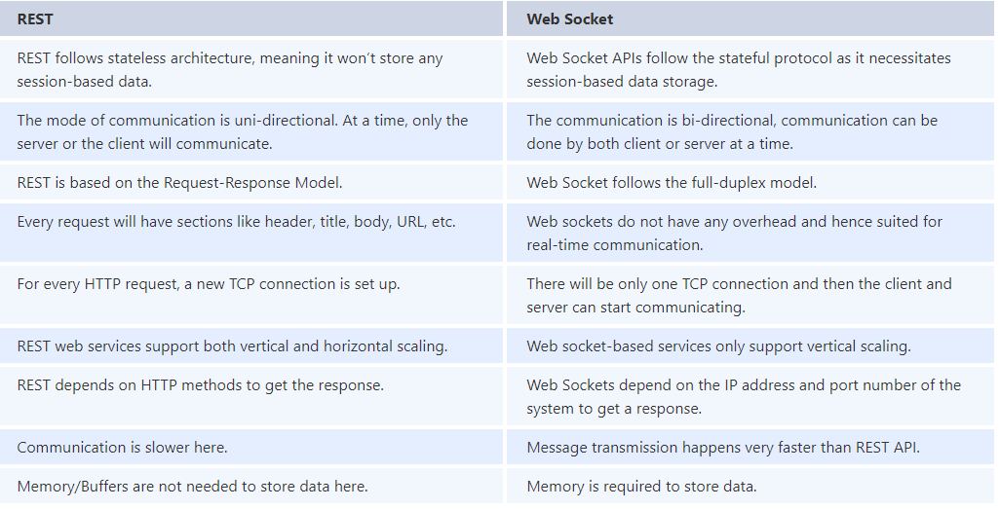 REST
Web Socket
REST follows stateless architecture, meaning it won’t store any
session-based data.
Web Socket APIs follow the stateful protocol as it necessitates
session-based data storage.
The mode of communication is uni-directional. At a time, only the
server or the client will communicate.
The communication is bi-directional, communication can be
done by both client or server at a time.
REST is based on the Request-Response Model.
Web Socket follows the full-duplex model.
Every request will have sections like header, title, body, URL, etc.
Web sockets do not have any overhead and hence suited for
real-time communication.
For every HTTP request, a new TCP connection is set up.
There will be only one TCP connection and then the client and
server can start communicating.
REST web services support both vertical and horizontal scaling.
Web socket-based services only support vertical scaling.
REST depends on HTTP methods to get the response.
Web Sockets depend on the IP address and port number of the
system to get a response.
Communication is slower here.
Message transmission happens very faster than REST API.
Memory/Buffers are not needed to store data here.
Memory is required to store data.